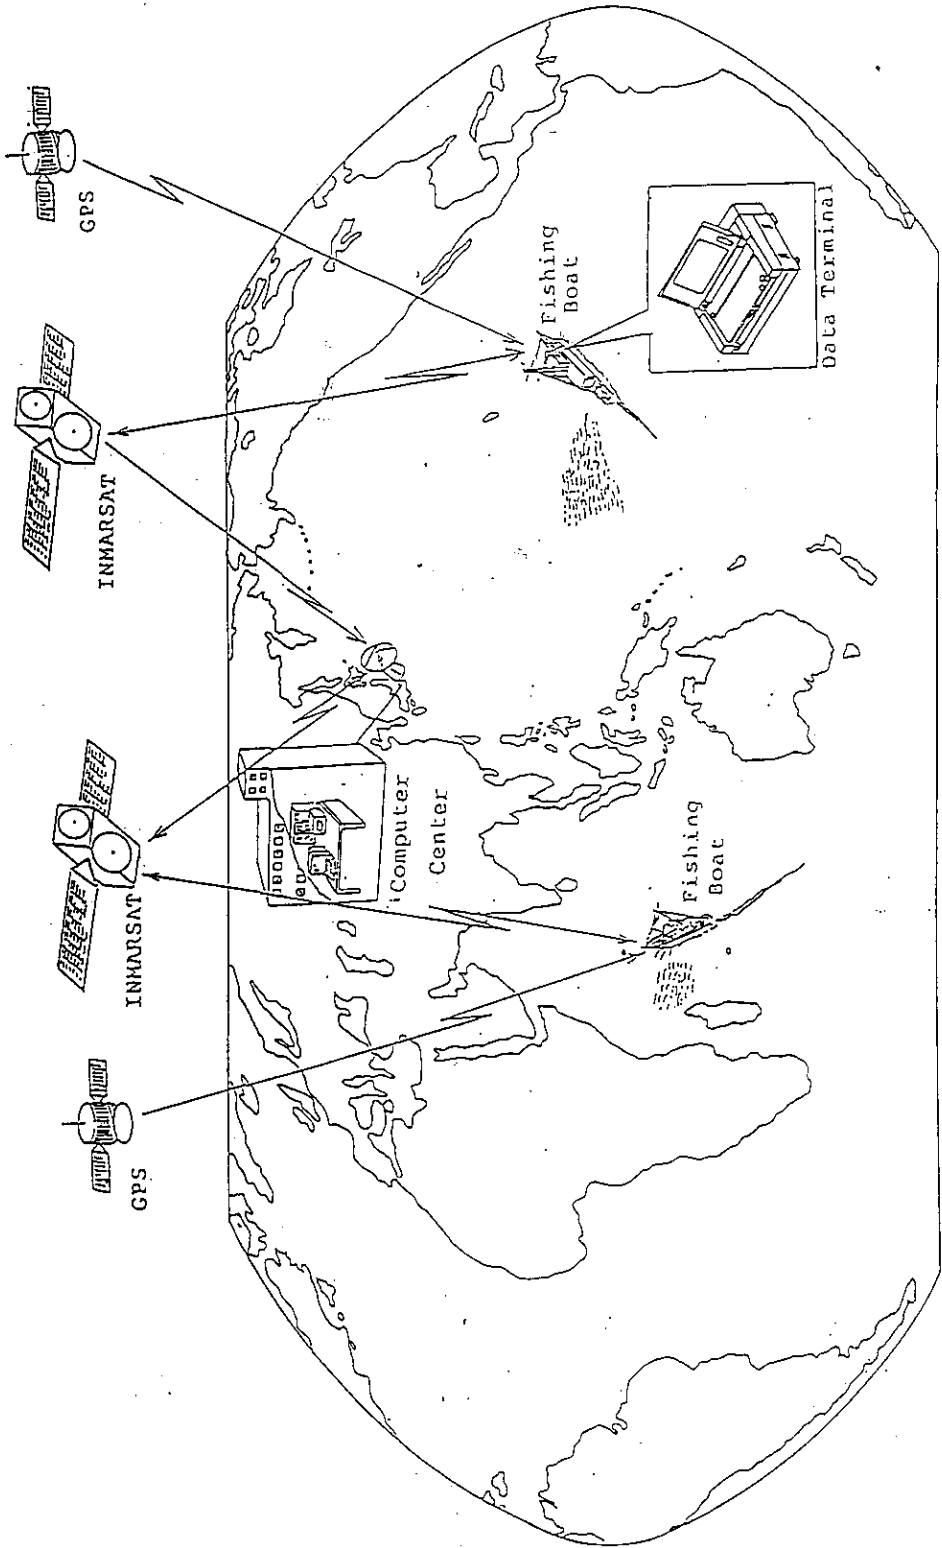 GPS
INMARSAT
INMARSAT
GPS
Computer
Center
Fishing
Boat
Fishing
Boat
Data Terminal